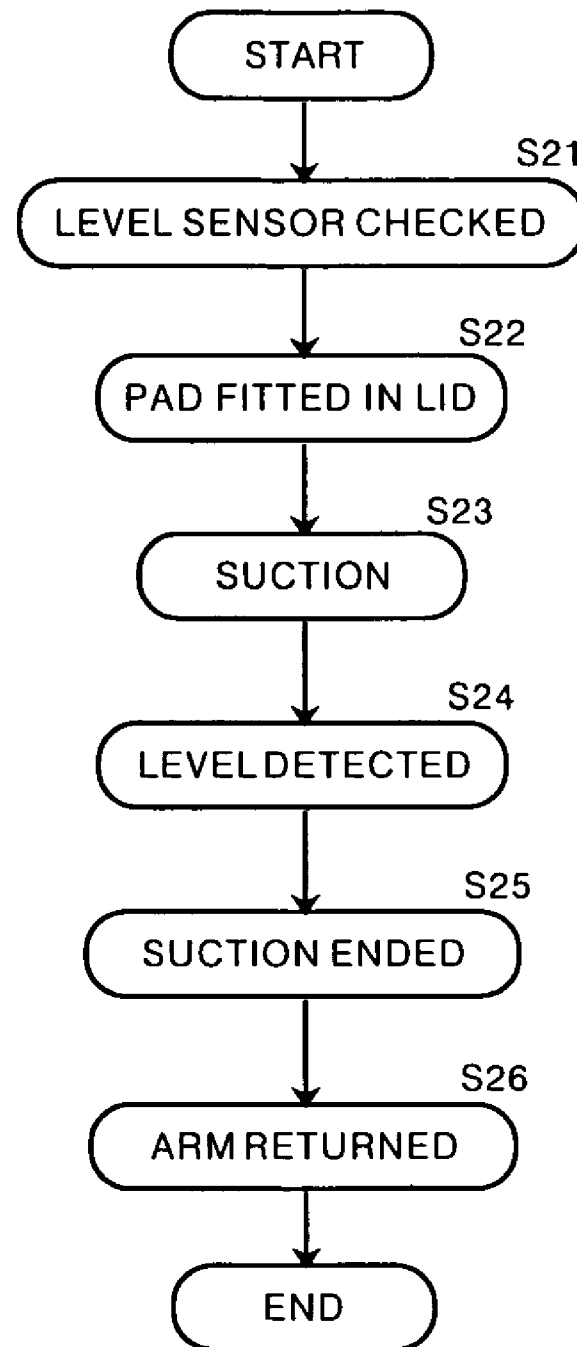 START
S21
LEVEL SENSOR CHECKED
S22
PAD FITTED IN LID
S23
SUCTION
S24
LEVEL DETECTED
S25
SUCTION ENDED
S26
ARM RETURNED
END